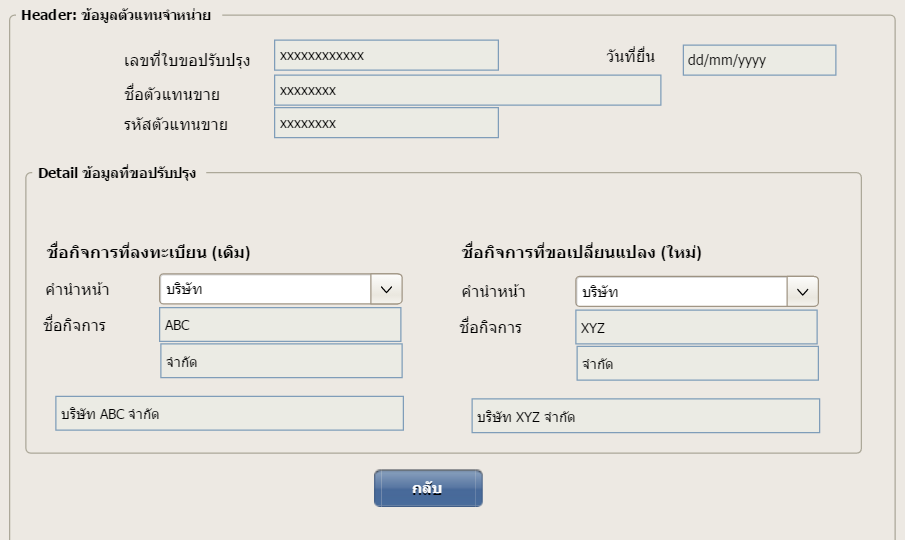 Header: ข้อมูลตัวแทนจำหน่าย
เลขที่ใบขอปรับปรุง xxxxxxxxxxxx วันที่ยื่น dd/mm/yyyy
ชื่อตัวแทนขาย xxxxxxxx
รหัสตัวแทนขาย xxxxxxxx
Detail ข้อมูลที่ขอปรับปรุง
ชื่อกิจการที่ลงทะเบียน (เดิม) ชื่อกิจการที่ขอเปลี่ยนแปลง (ใหม่)
คำนำหน้า บริษัท คำนำหน้า บริษัท
ชื่อกิจการ ABC ชื่อกิจการ XYZ
จำกัด จำกัด
บริษัท ABC จำกัด บริษัท XYZ จำกัด
กลับ